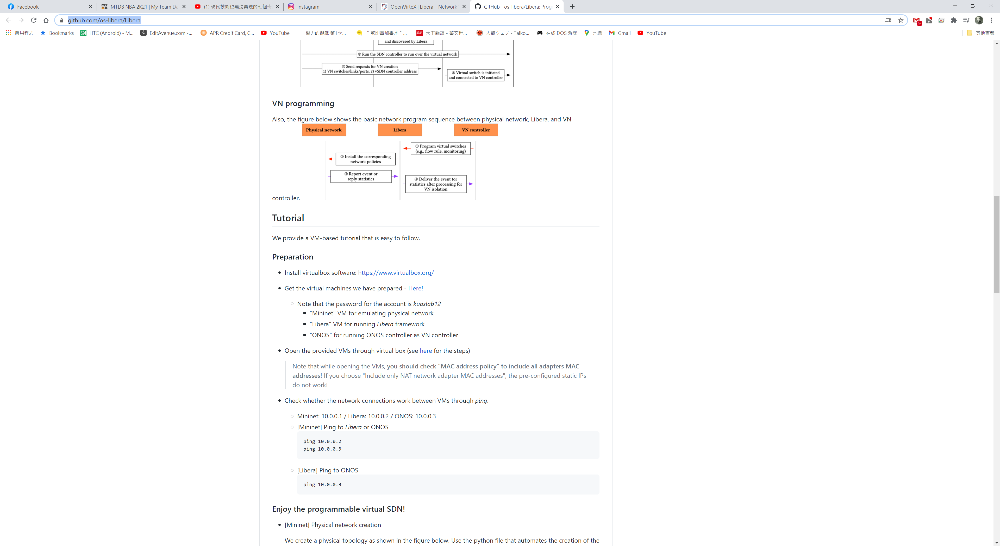 Facebook
MTDB NBA 2K21 | My Team Da
(1) 現代技術也無法再現的七個奇
Instagram
OpenVirteX | Libera – Network
GitHub - os-libera/Libera: Prog
github.com/os-libera/Libera
9
應用程式
Bookmarks
HTC (Android) - M...
EditAvenue.com -...
APR Credit Card, C...
YouTube
權力的遊戲 第1季...
" 幫印章加墨水 " ...
天下雜誌 - 華文世...
太鼓ウェブ - Taiko...
在线 DOS 游戏
地圖
Gmail
YouTube
其他書籤
and discovered by Libera
② Run the SDN controller to run over the virtual network
③ Send requests for VN creation
1) VN switches/links/ports, 2) vSDN controller address
④ Virtual switch is initiated
and connected to VN controller
VN programming
Also, the figure below shows the basic network program sequence between physical network, Libera, and VN
Physical network
Libera
VN controller
① Program virtual switches
(e.g., flow rule, monitoring)
② Install the corresponding
network policies
③ Report event or
reply statistics
④ Deliver the event tor
statistics after processing for
VN isolation
controller.
Tutorial
We provide a VM-based tutorial that is easy to follow.
Preparation
Install virtualbox software: https://www.virtualbox.org/
Get the virtual machines we have prepared - Here!
Note that the password for the account is kuoslab12
"Mininet" VM for emulating physical network
"Libera" VM for running Libera framework
"ONOS" for running ONOS controller as VN controller
Open the provided VMs through virtual box (see here for the steps)
Note that while opening the VMs, you should check "MAC address policy" to include all adapters MAC
addresses! If you choose "Include only NAT network adapter MAC addresses", the pre-configured static IPs
do not work!
Check whether the network connections work between VMs through ping.
Mininet: 10.0.0.1 / Libera: 10.0.0.2 / ONOS: 10.0.0.3
[Mininet] Ping to Libera or ONOS
ping 10.0.0.2
ping 10.0.0.3
[Libera] Ping to ONOS
ping 10.0.0.3
Enjoy the programmable virtual SDN!
[Mininet] Physical network creation
We create a physical topology as shown in the figure below. Use the python file that automates the creation of the